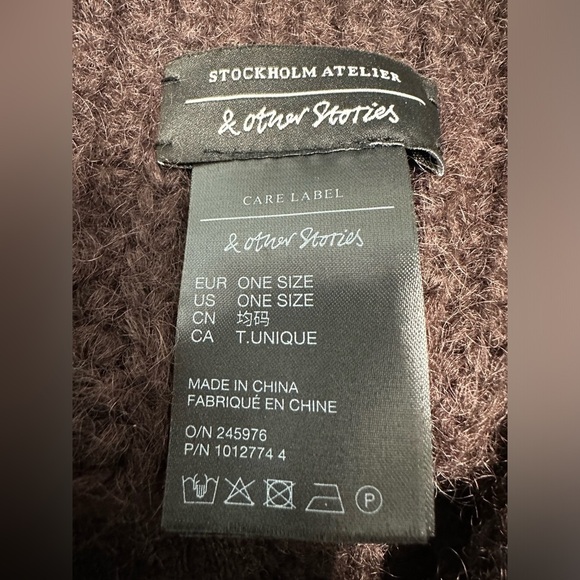 STOCKHOLM ATELIER
& other Stories
CARE LABEL
& other Stories
EUR ONE SIZE
US ONE SIZE
CN 均码
CA T.UNIQUE
MADE IN CHINA
FABRIQUÉ EN CHINE
O/N 245976
P/N 1012774 4
P